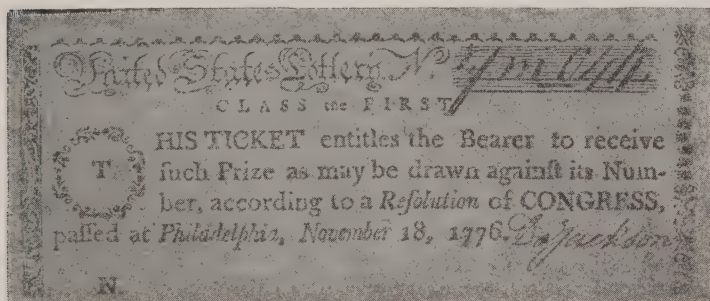 United States Lottery Nº
CLASS the FIRST
THIS TICKET entitles the Bearer to receive
ſuch Prize as may be drawn againſt its Num-
ber, according to a Reſolution of CONGRESS,
paſſed at Philadelphia, November 18, 1776. D. Jackson
N.